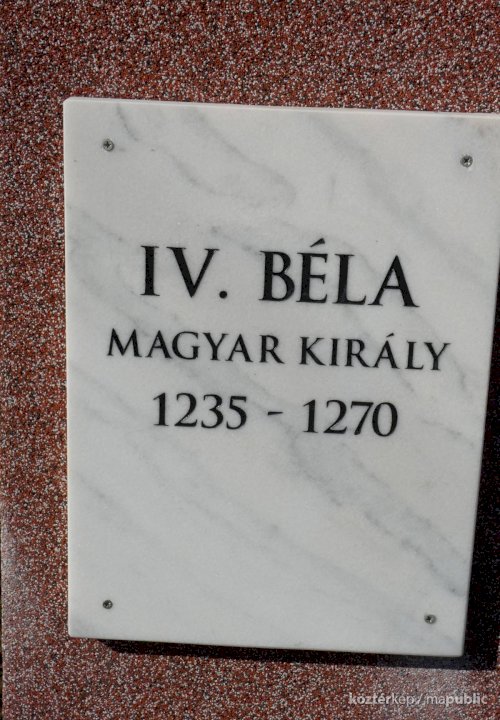 IV. BÉLA
MAGYAR KIRÁLY
1235 - 1270
köztérkép/mapublic